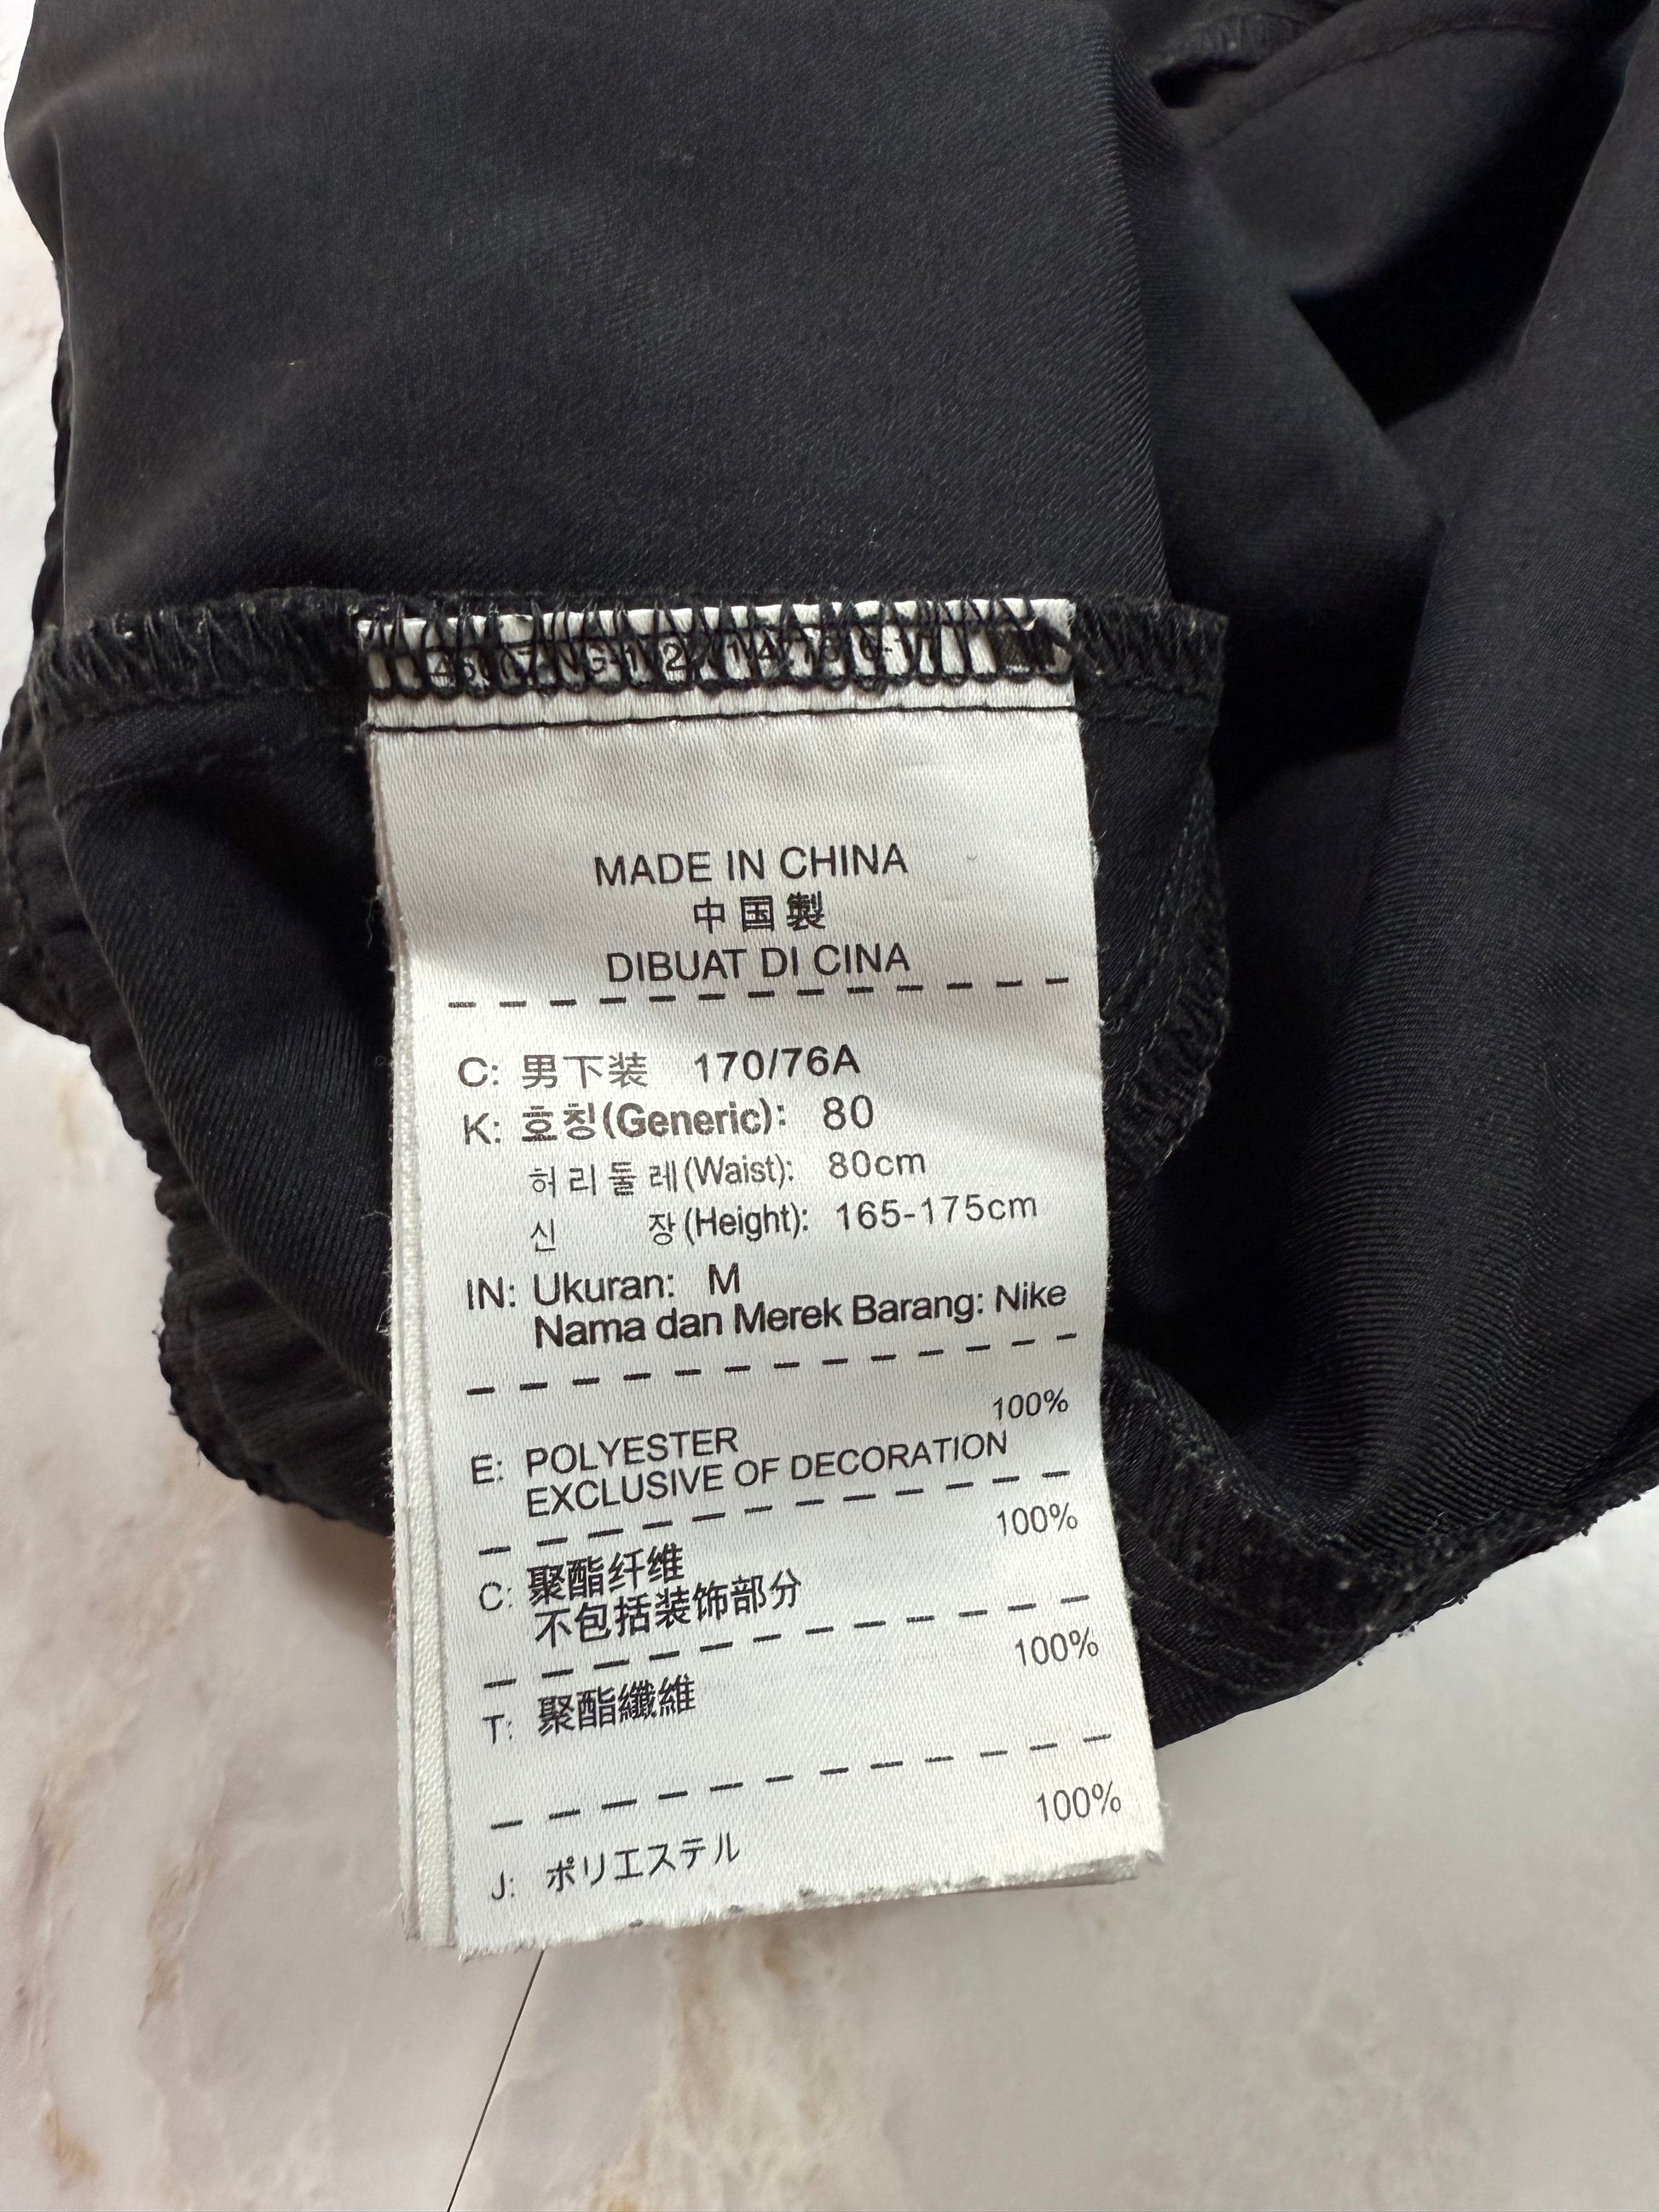 MADE IN CHINA
中国製
DIBUAT DI CINA
C: 男下装 170/76A
K: 호칭(Generic): 80
허리둘레(Waist): 80cm
신 장(Height): 165-175cm
IN: Ukuran: M
Nama dan Merek Barang: Nike
100%
E: POLYESTER
EXCLUSIVE OF DECORATION
100%
C: 聚酯纤维
不包括装饰部分
100%
T: 聚酯纖維
100%
J: ポリエステル